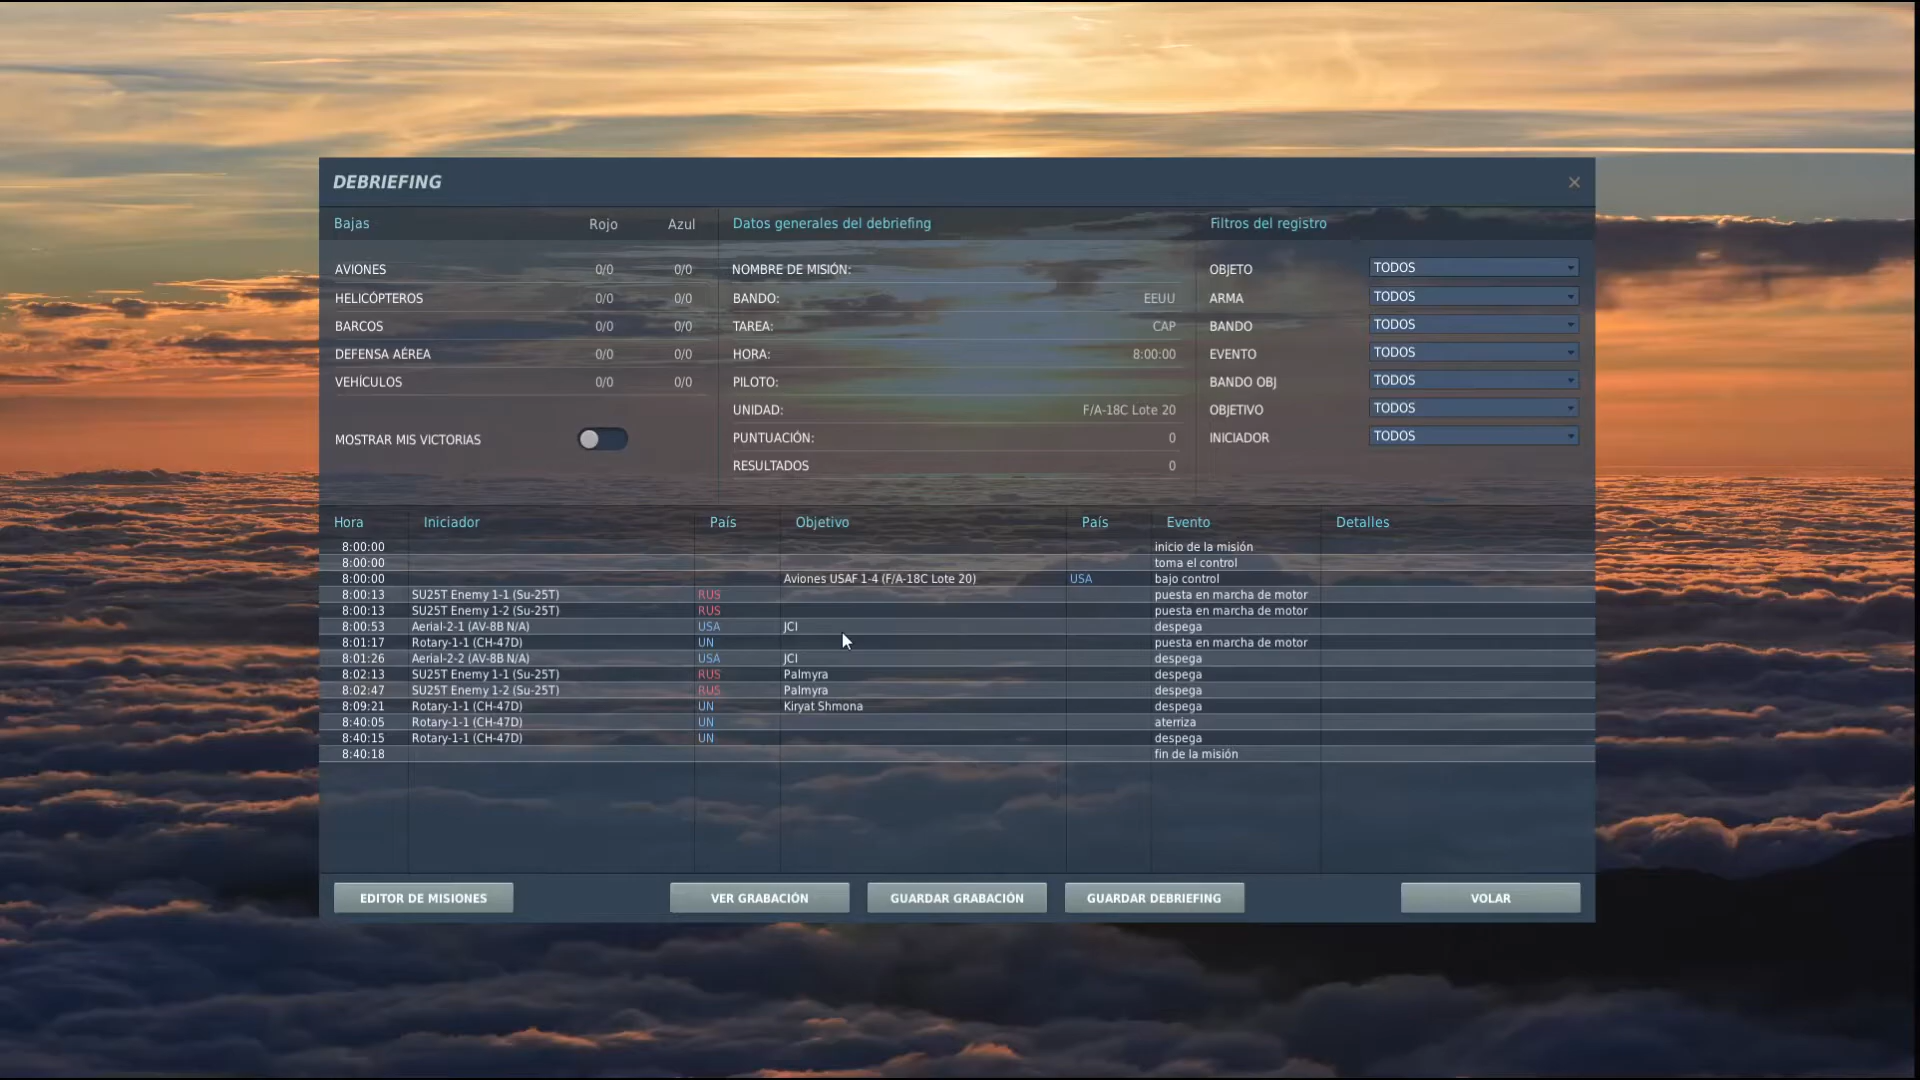 DEBRIEFING
Bajas Rojo Azul
AVIONES 0/0 0/0
HELICÓPTEROS 0/0 0/0
BARCOS 0/0 0/0
DEFENSA AÉREA 0/0 0/0
VEHÍCULOS 0/0 0/0
MOSTRAR MIS VICTORIAS
Datos generales del debriefing
NOMBRE DE MISIÓN:
BANDO: EEUU
TAREA: CAP
HORA: 8:00:00
PILOTO:
UNIDAD: F/A-18C Lote 20
PUNTUACIÓN: 0
RESULTADOS 0
Filtros del registro
OBJETO TODOS
ARMA TODOS
BANDO TODOS
EVENTO TODOS
BANDO OBJ TODOS
OBJETIVO TODOS
INICIADOR TODOS
Hora Iniciador País Objetivo País Evento Detalles
8:00:00 inicio de la misión
8:00:00 toma el control
8:00:00 Aviones USAF 1-4 (F/A-18C Lote 20) USA bajo control
8:00:13 SU25T Enemy 1-1 (Su-25T) RUS puesta en marcha de motor
8:00:13 SU25T Enemy 1-2 (Su-25T) RUS puesta en marcha de motor
8:00:53 Aerial-2-1 (AV-8B N/A) USA JCI despega
8:01:17 Rotary-1-1 (CH-47D) UN puesta en marcha de motor
8:01:26 Aerial-2-2 (AV-8B N/A) USA JCI despega
8:02:13 SU25T Enemy 1-1 (Su-25T) RUS Palmyra despega
8:02:47 SU25T Enemy 1-2 (Su-25T) RUS Palmyra despega
8:09:21 Rotary-1-1 (CH-47D) UN Kiryat Shmona despega
8:40:05 Rotary-1-1 (CH-47D) UN aterriza
8:40:15 Rotary-1-1 (CH-47D) UN despega
8:40:18 fin de la misión
EDITOR DE MISIONES VER GRABACIÓN GUARDAR GRABACIÓN GUARDAR DEBRIEFING VOLAR